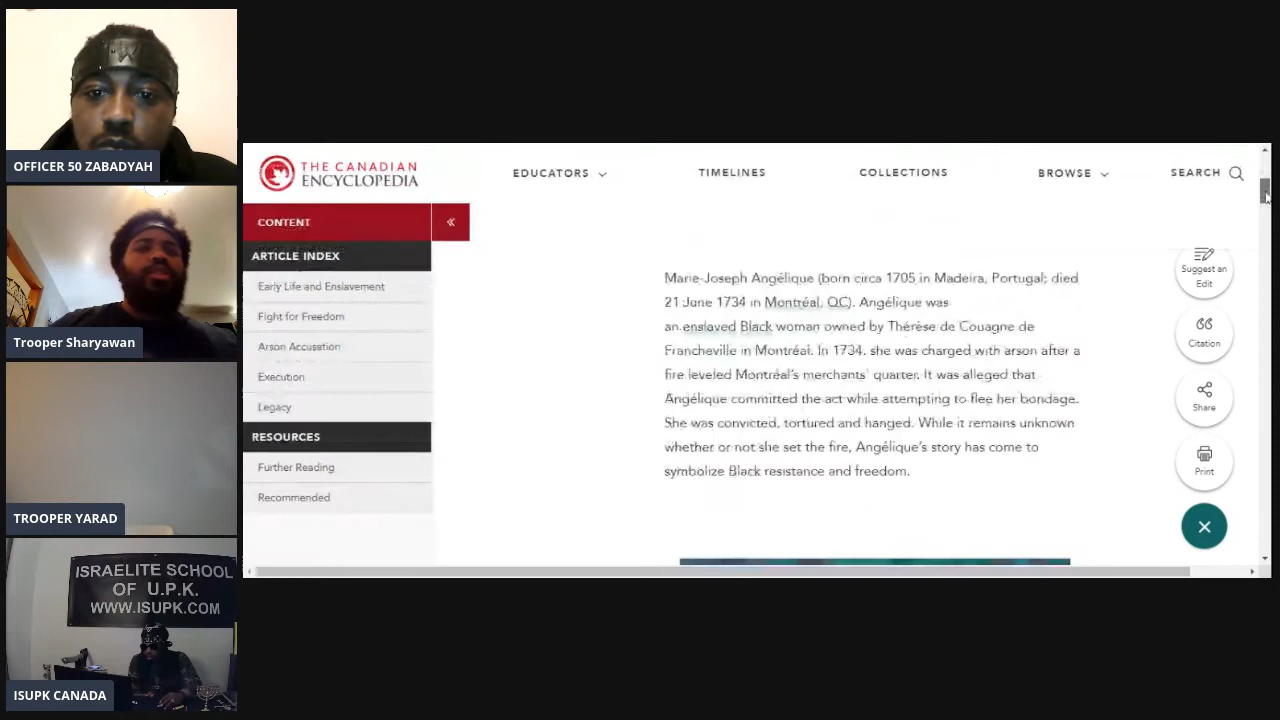 OFFICER 50 ZABADYAH
Trooper Sharyawan
TROOPER YARAD
ISRAELITE SCHOOL
OF U.P.K.
WWW.ISUPK.COM
ISUPK CANADA
THE CANADIAN
ENCYCLOPEDIA
EDUCATORS
TIMELINES
COLLECTIONS
BROWSE
SEARCH
CONTENT
«
ARTICLE INDEX
Early Life and Enslavement
Fight for Freedom
Arson Accusation
Execution
Legacy
RESOURCES
Further Reading
Recommended
Marie-Joseph Angélique (born circa 1705 in Madeira, Portugal; died
21 June 1734 in Montréal, QC). Angélique was
an enslaved Black woman owned by Thérèse de Couagne de
Francheville in Montréal. In 1734, she was charged with arson after a
fire leveled Montréal's merchants' quarter. It was alleged that
Angélique committed the act while attempting to flee her bondage.
She was convicted, tortured and hanged. While it remains unknown
whether or not she set the fire, Angélique's story has come to
symbolize Black resistance and freedom.
Suggest an
Edit
Citation
Share
Print